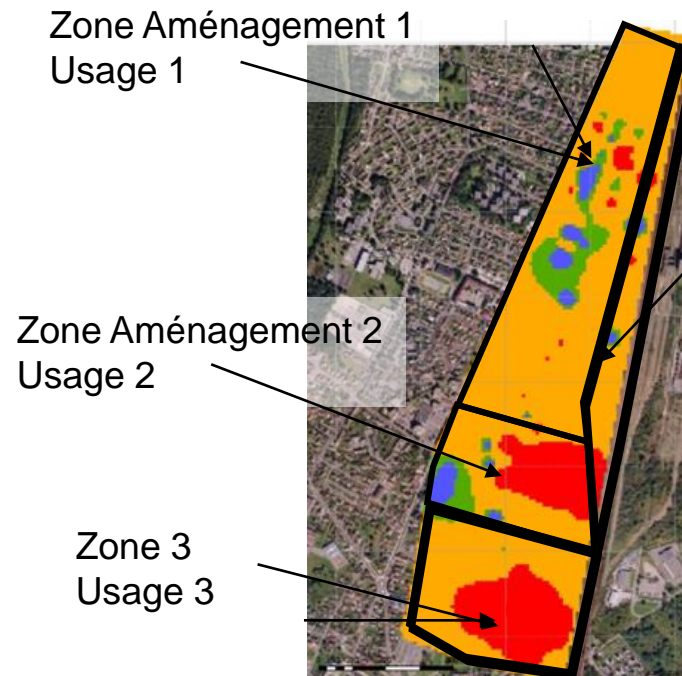 Zone Aménagement 1
Usage 1
Zone Aménagement 2
Usage 2
Zone 3
Usage 3